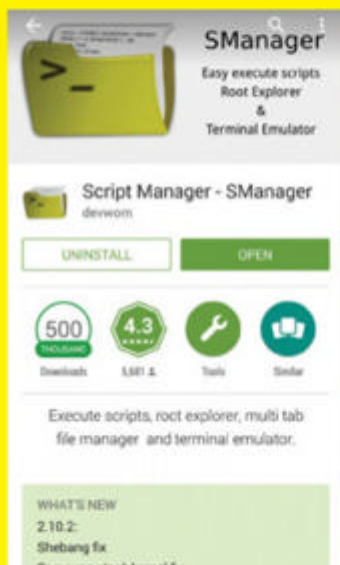 SManager
Easy execute scripts
Root Explorer
&
Terminal Emulator
>_
Script Manager - SManager
devwom
UNINSTALL
OPEN
500
THOUSAND
4.3
Downloads
Tools
Similar
Execute scripts, root explorer, multi tab
file manager and terminal emulator.
WHAT'S NEW
2.10.2:
Shebang fix